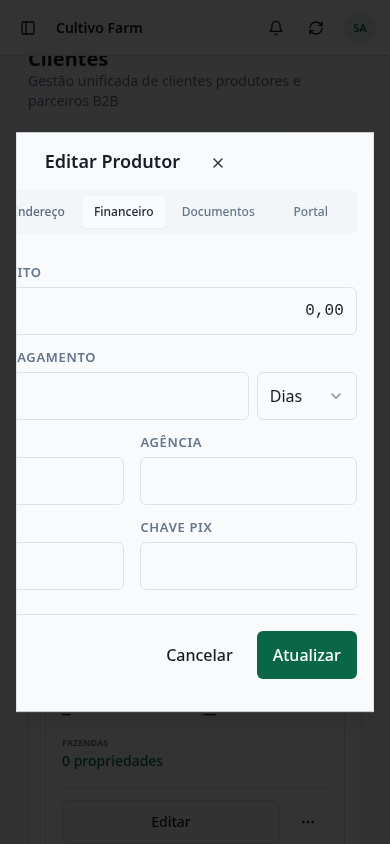 Cultivo Farm
SA
Clientes
Gestão unificada de clientes produtores e
parceiros B2B
Editar Produtor
ndereço Financeiro Documentos Portal
ITO
0,00
AGAMENTO
Dias
AGÊNCIA
CHAVE PIX
Cancelar Atualizar
FAZENDAS
0 propriedades
Editar